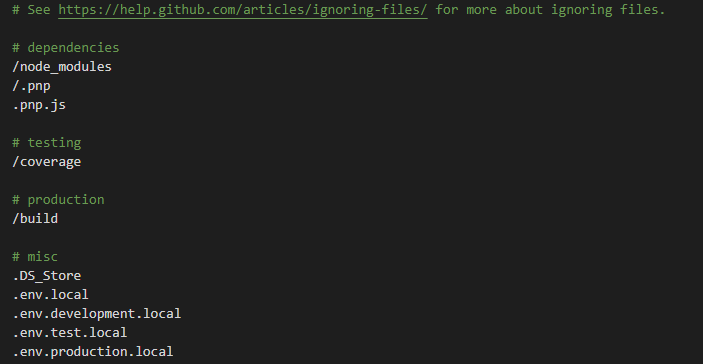 # See https://help.github.com/articles/ignoring-files/ for more about ignoring files.
# dependencies
/node_modules
/.pnp
.pnp.js
# testing
/coverage
# production
/build
# misc
.DS_Store
.env.local
.env.development.local
.env.test.local
.env.production.local